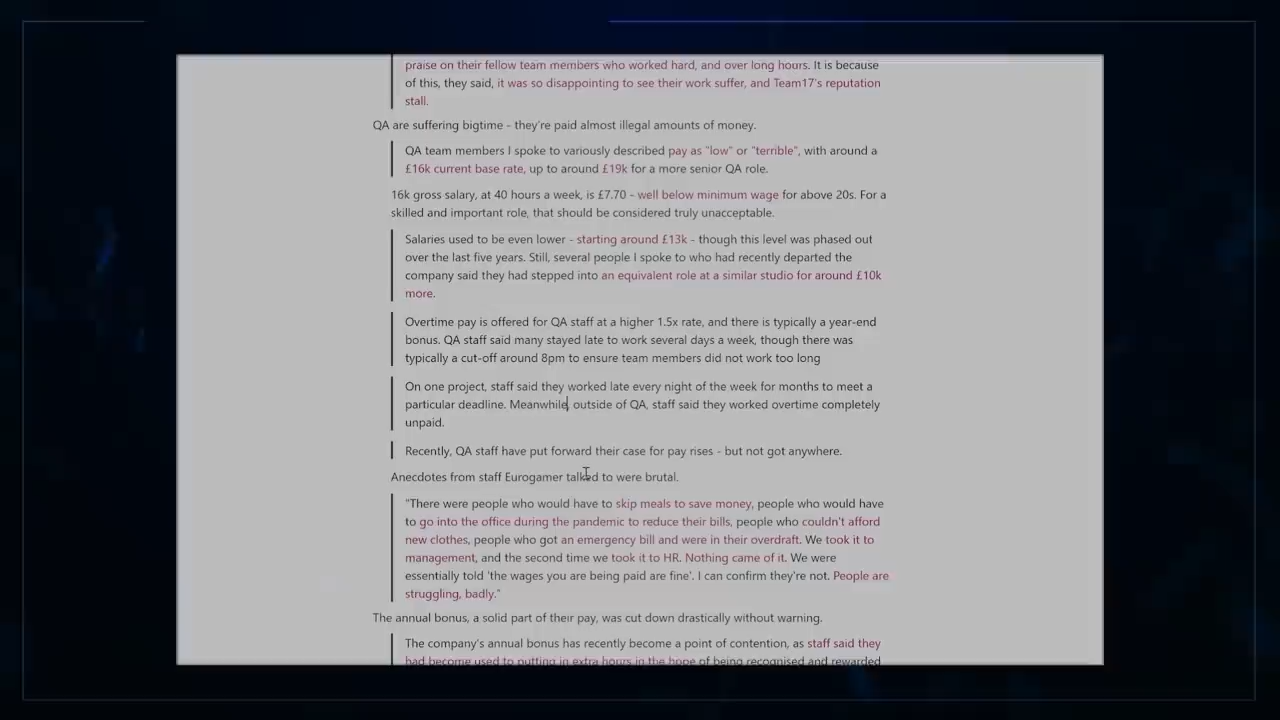 praise on their fellow team members who worked hard, and over long hours. It is because
of this, they said, it was so disappointing to see their work suffer, and Team17's reputation
stall.
QA are suffering bigtime - they're paid almost illegal amounts of money.
QA team members I spoke to variously described pay as "low" or "terrible", with around a
£16k current base rate, up to around £19k for a more senior QA role.
16k gross salary, at 40 hours a week, is £7.70 - well below minimum wage for above 20s. For a
skilled and important role, that should be considered truly unacceptable.
Salaries used to be even lower - starting around £13k - though this level was phased out
over the last five years. Still, several people I spoke to who had recently departed the
company said they had stepped into an equivalent role at a similar studio for around £10k
more.
Overtime pay is offered for QA staff at a higher 1.5x rate, and there is typically a year-end
bonus. QA staff said many stayed late to work several days a week, though there was
typically a cut-off around 8pm to ensure team members did not work too long
On one project, staff said they worked late every night of the week for months to meet a
particular deadline. Meanwhile, outside of QA, staff said they worked overtime completely
unpaid.
Recently, QA staff have put forward their case for pay rises - but not got anywhere.
Anecdotes from staff Eurogamer talked to were brutal.
"There were people who would have to skip meals to save money, people who would have
to go into the office during the pandemic to reduce their bills, people who couldn't afford
new clothes, people who got an emergency bill and were in their overdraft. We took it to
management, and the second time we took it to HR. Nothing came of it. We were
essentially told 'the wages you are being paid are fine'. I can confirm they're not. People are
struggling, badly."
The annual bonus, a solid part of their pay, was cut down drastically without warning.
The company's annual bonus has recently become a point of contention, as staff said they
had become used to putting in extra hours in the hope of being recognised and rewarded